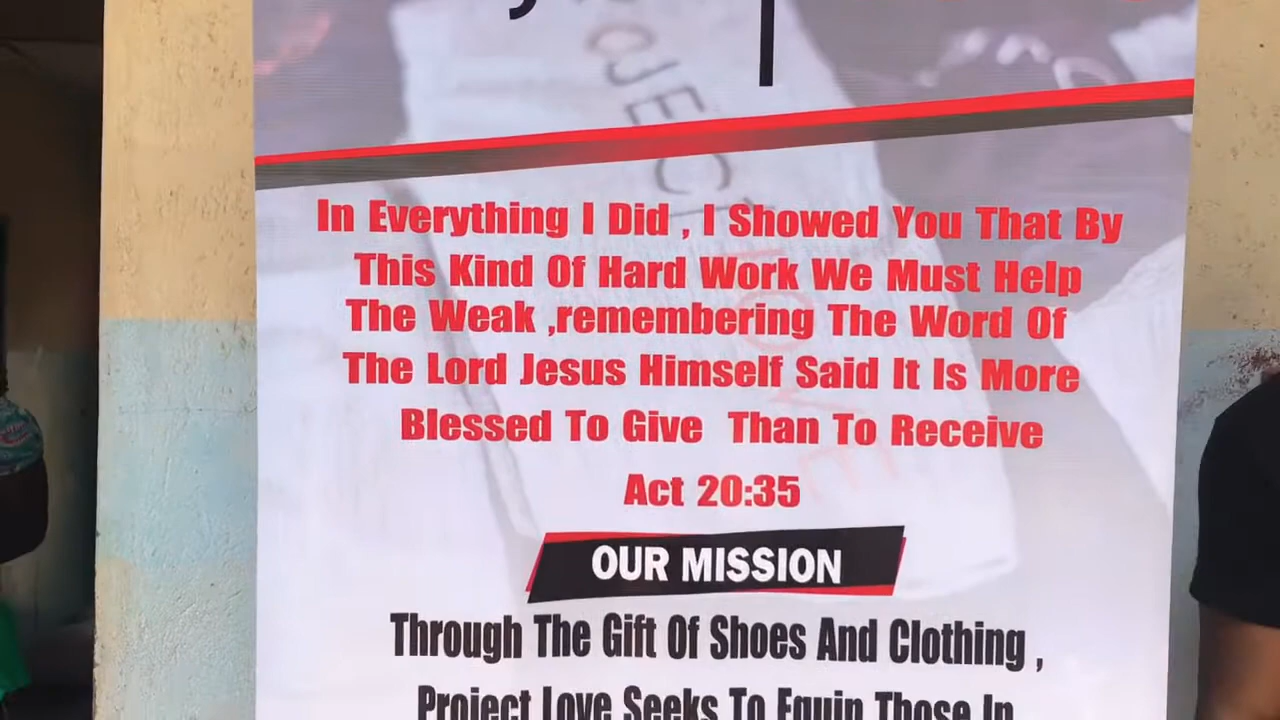 In Everything I Did , I Showed You That By
This Kind Of Hard Work We Must Help
The Weak ,remembering The Word Of
The Lord Jesus Himself Said It Is More
Blessed To Give Than To Receive
Act 20:35
OUR MISSION
Through The Gift Of Shoes And Clothing ,
Project Love Seeks To Equip Those In